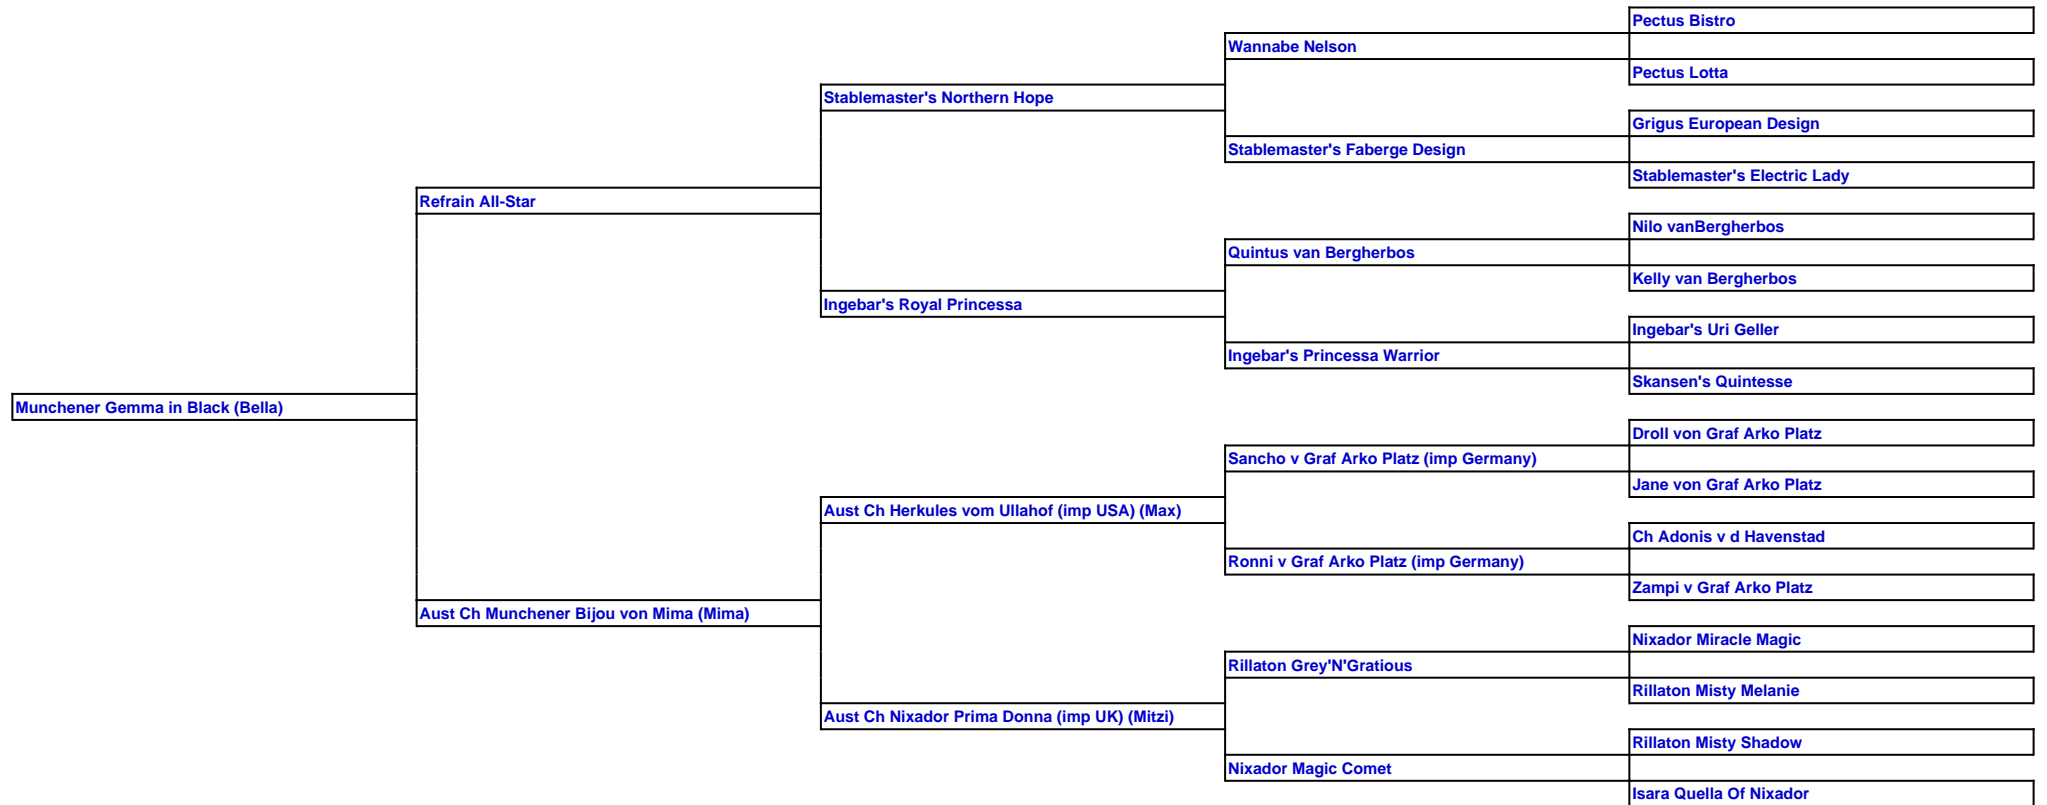 Pectus Bistro
Wannabe Nelson
Pectus Lotta
Stablemaster's Northern Hope
Grigus European Design
Stablemaster's Faberge Design
Stablemaster's Electric Lady
Refrain All-Star
Nilo vanBergherbos
Quintus van Bergherbos
Kelly van Bergherbos
Ingebar's Royal Princessa
Ingebar's Uri Geller
Ingebar's Princessa Warrior
Skansen's Quintesse
Munchener Gemma in Black (Bella)
Droll von Graf Arko Platz
Sancho v Graf Arko Platz (imp Germany)
Jane von Graf Arko Platz
Aust Ch Herkules vom Ullahof (imp USA) (Max)
Ch Adonis v d Havenstad
Ronni v Graf Arko Platz (imp Germany)
Zampi v Graf Arko Platz
Aust Ch Munchener Bijou von Mima (Mima)
Nixador Miracle Magic
Rillaton Grey'N'Gratious
Rillaton Misty Melanie
Aust Ch Nixador Prima Donna (imp UK) (Mitzi)
Rillaton Misty Shadow
Nixador Magic Comet
Isara Quella Of Nixador